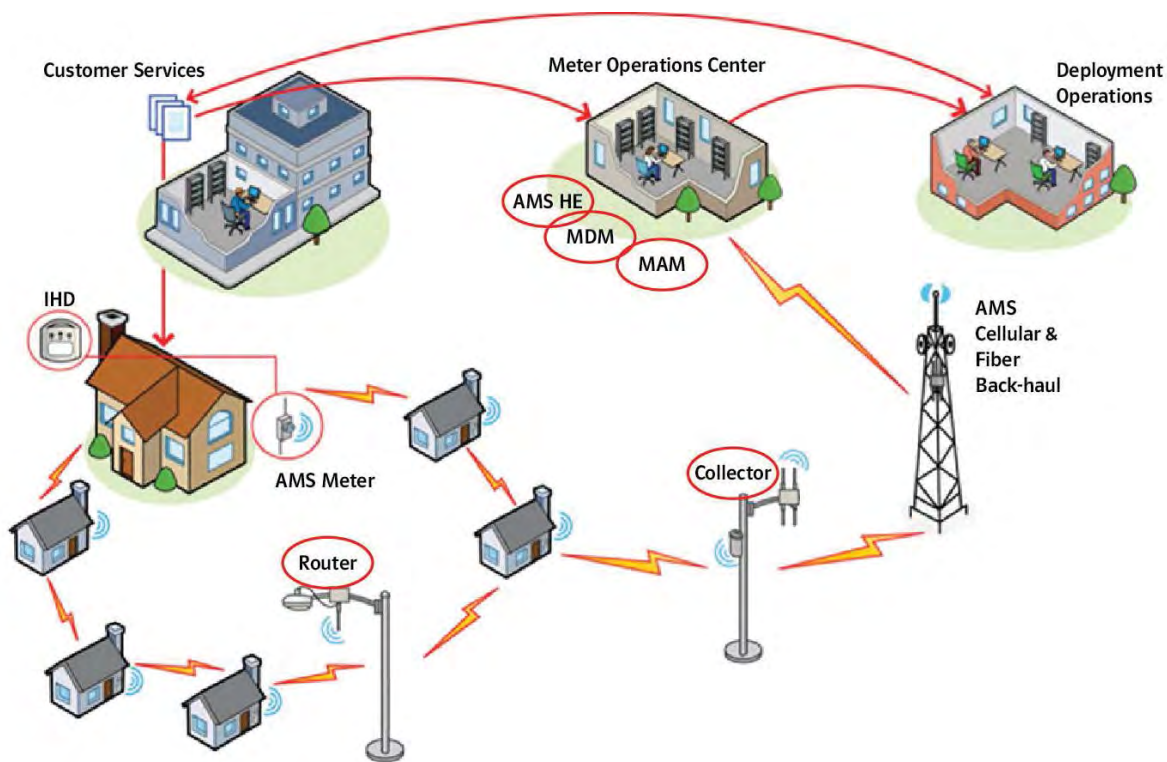 Customer Services
Meter Operations Center
Deployment
Operations
AMS HE
MDM
MAM
IHD
AMS
Cellular &
Fiber
Back-haul
AMS Meter
Collector
Router